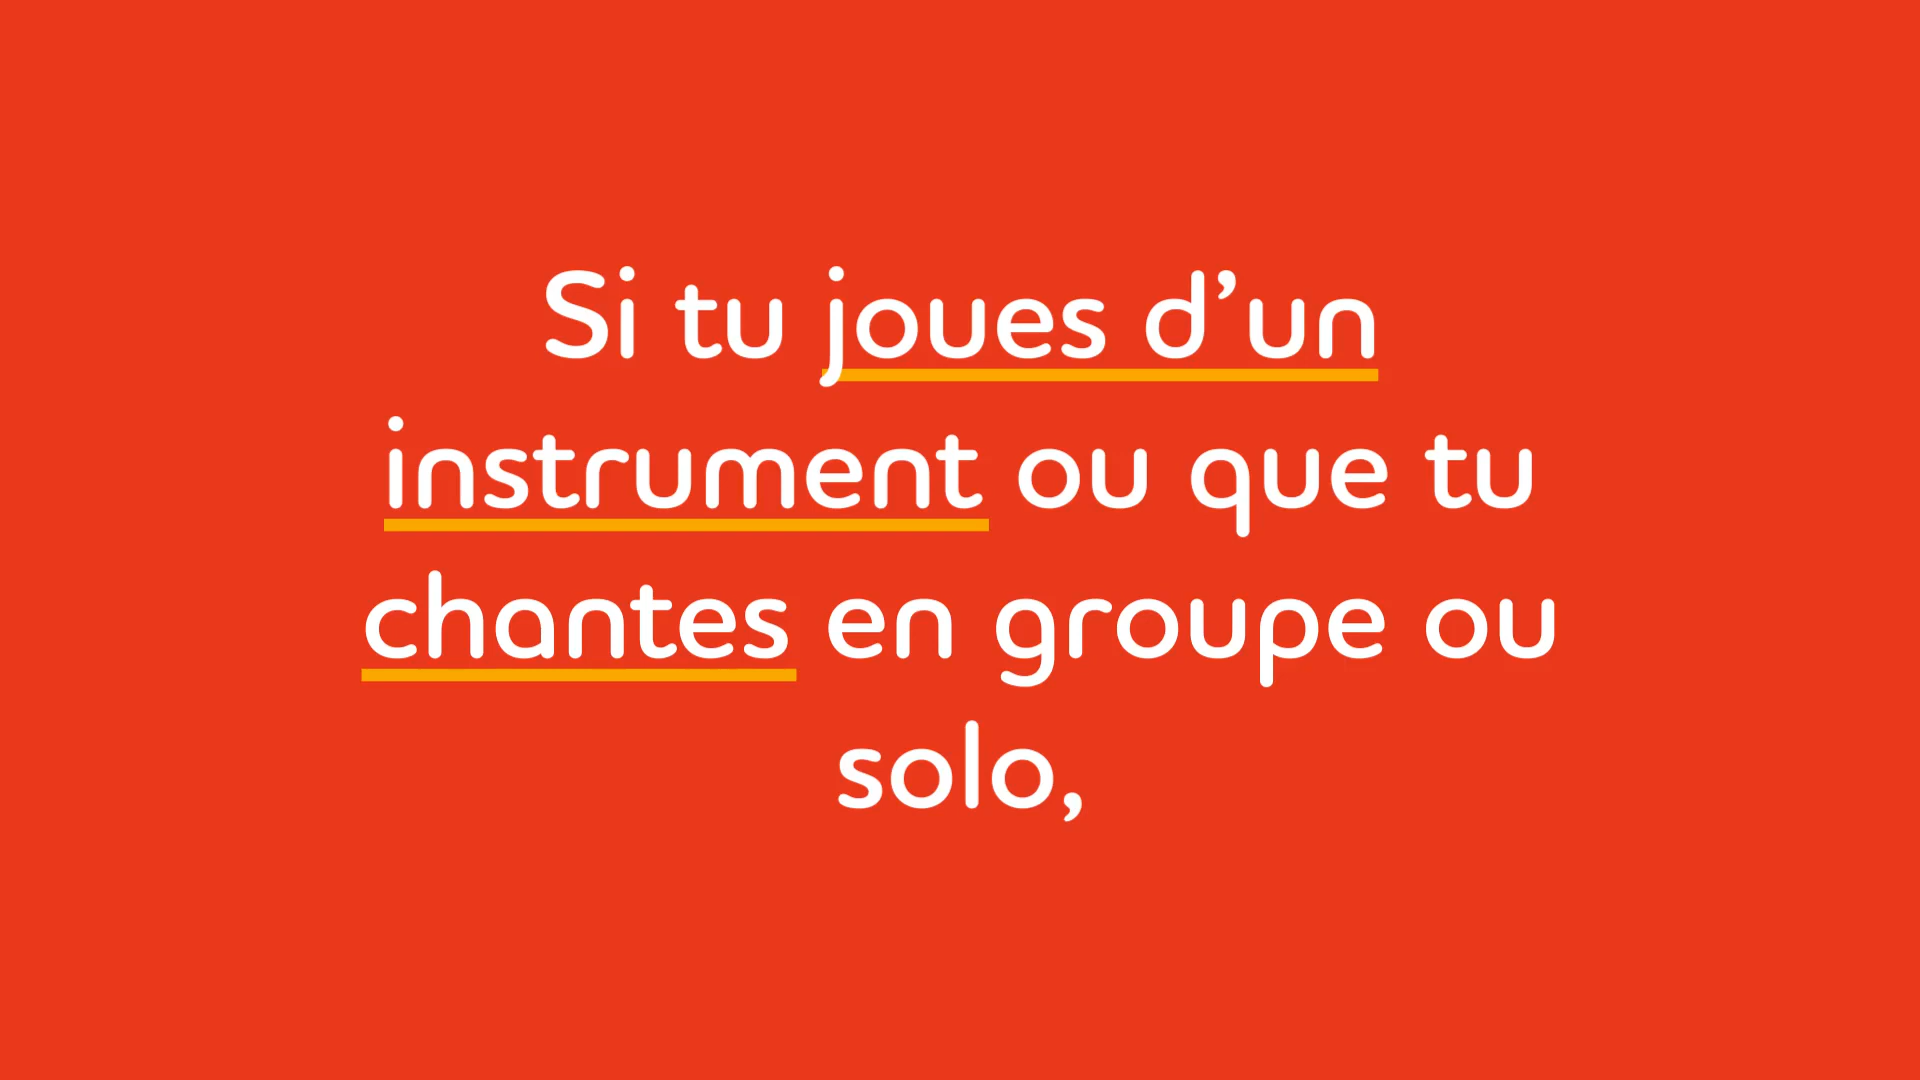 Si tu joues d’un
instrument ou que tu
chantes en groupe ou
solo,